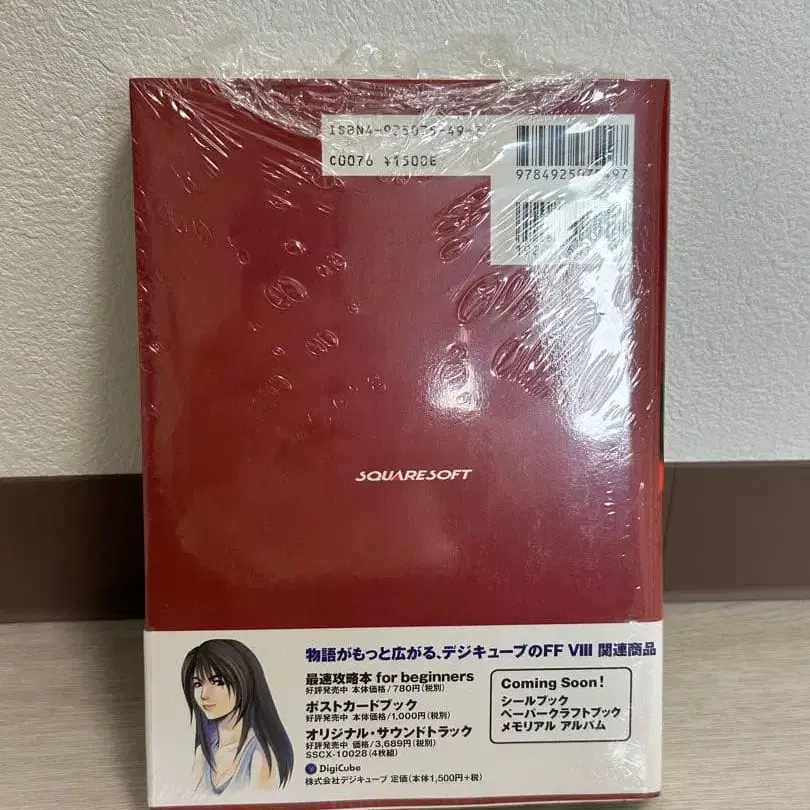 C0076 ¥1500E
9784925075497
SQUARESOFT
物語がもっと広がる、デジキューブのFF VIII 関連商品
最速攻略本 for beginners
好評発売中 本体価格/780円(税別)
ポストカードブック
好評発売中 本体価格/1,000円(税別)
オリジナル・サウンドトラック
好評発売中 価格/3,689円(税別)
SSCX-10028(4枚組)
DigiCube
株式会社デジキューブ 定価(本体1,500円+税)
Coming Soon!
シールブック
ペーパークラフトブック
メモリアル アルバム